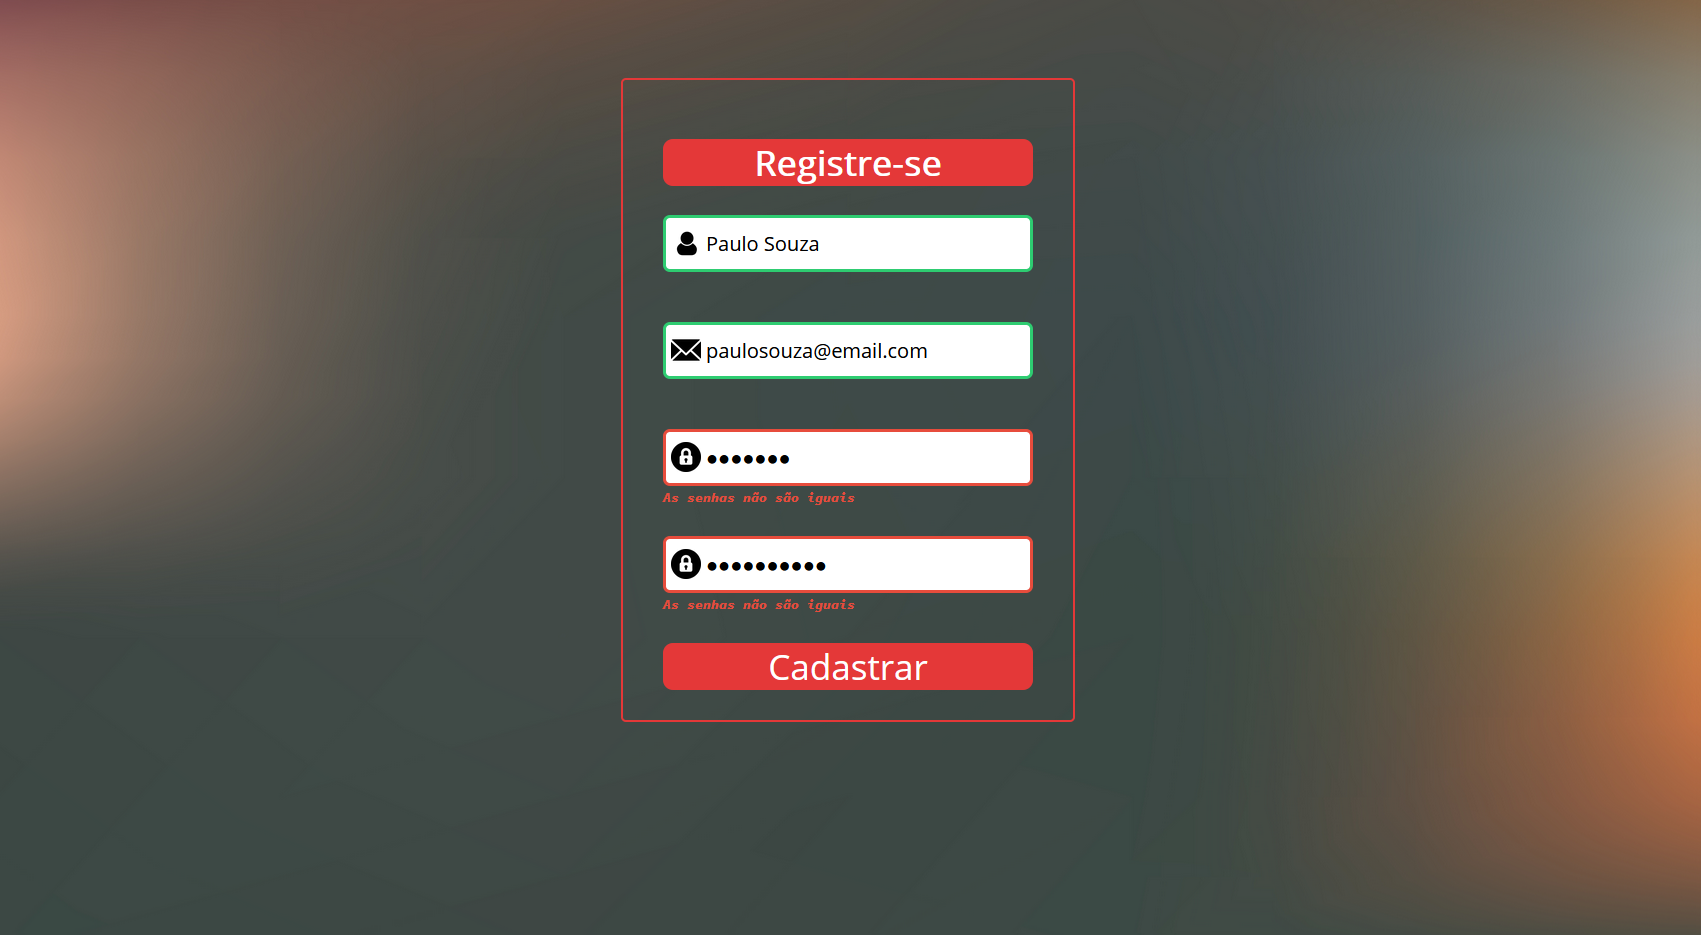 Registre-se
Paulo Souza
paulosouza@email.com
•••••••
As senhas não são iguais
••••••••••
As senhas não são iguais
Cadastrar